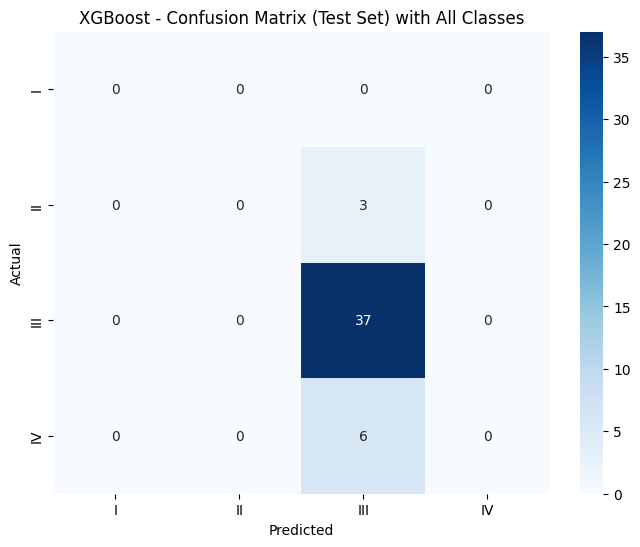 XGBoost - Confusion Matrix (Test Set) with All Classes
Actual
I
0 0 0 0
II
0 0 3 0
III
0 0 37 0
IV
0 0 6 0
I II III IV
Predicted
35
30
25
20
15
10
5
0